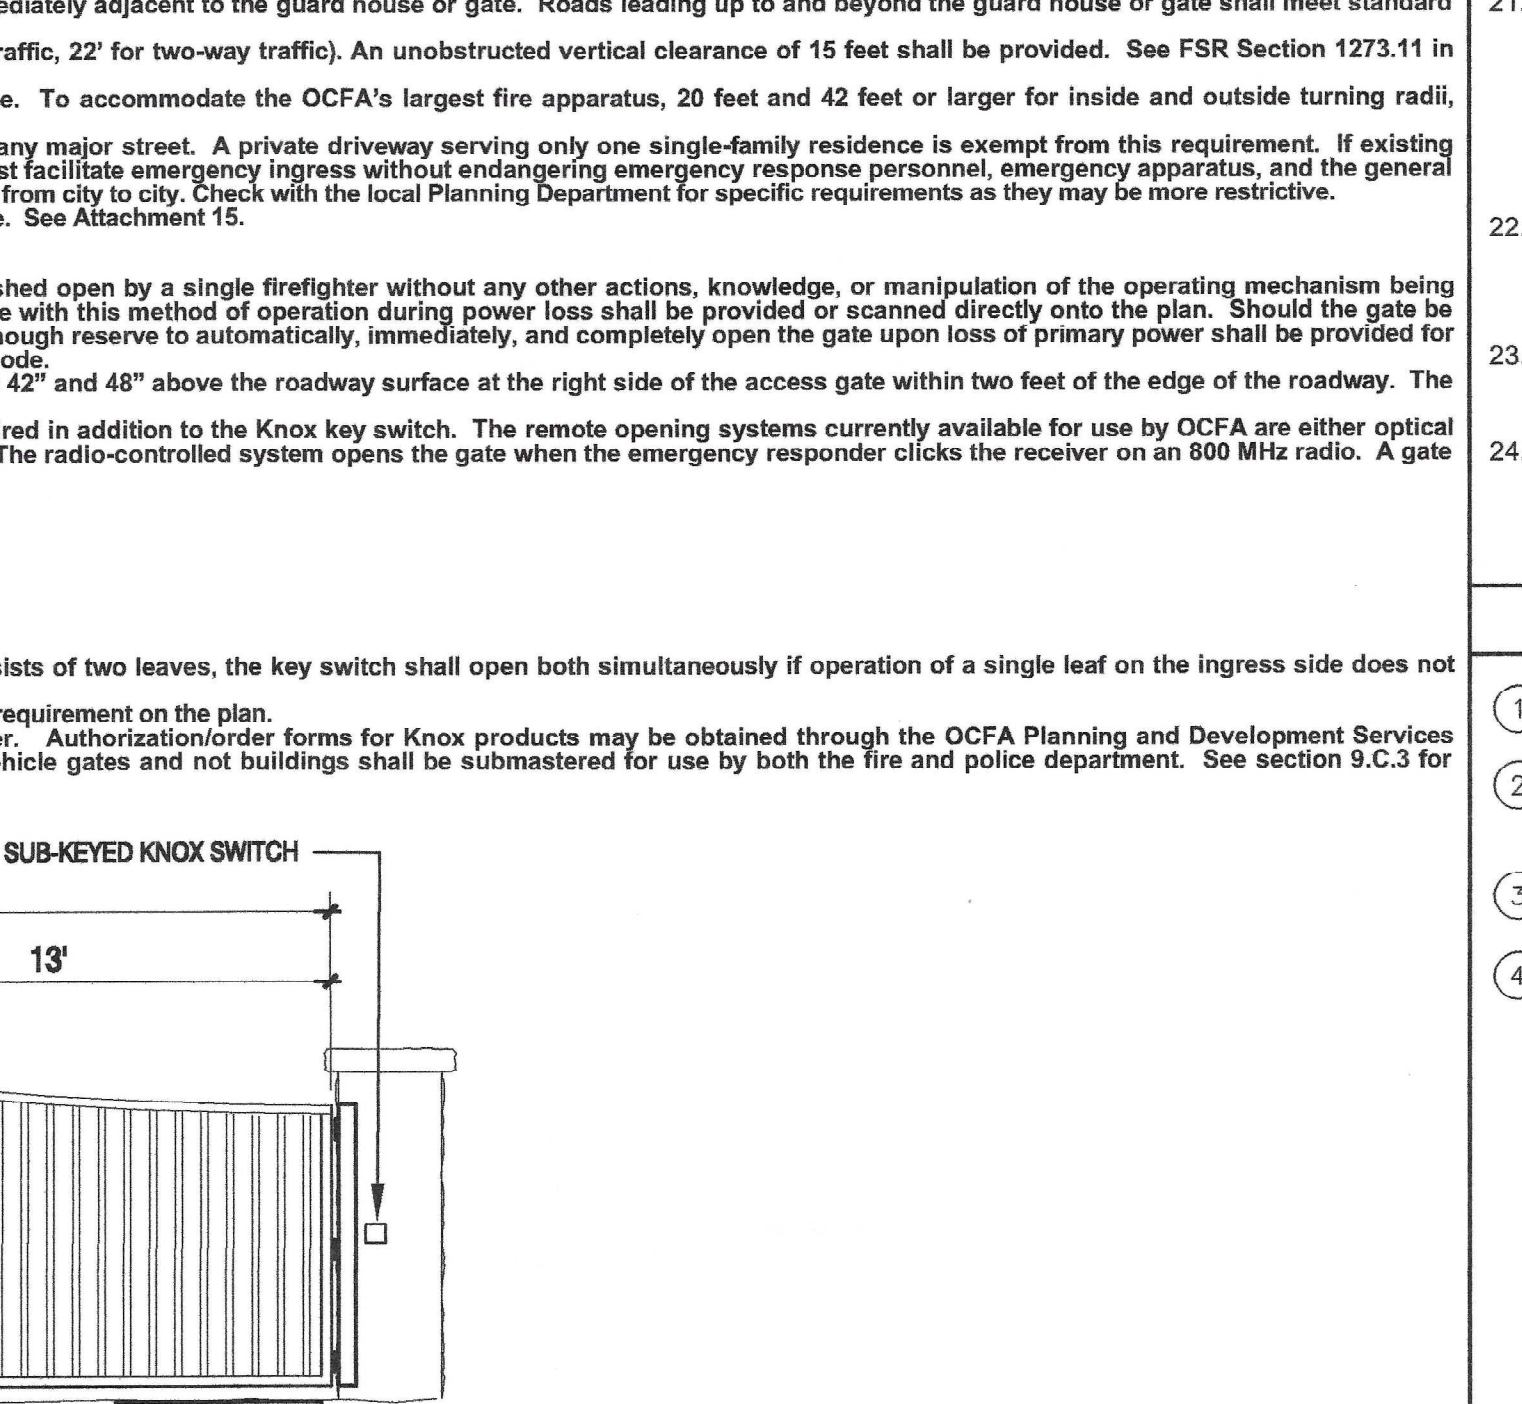 ediately adjacent to the guard house or gate. Roads leading up to and beyond the guard house or gate shall meet standard
raffic, 22' for two-way traffic). An unobstructed vertical clearance of 15 feet shall be provided. See FSR Section 1273.11 in
e. To accommodate the OCFA's largest fire apparatus, 20 feet and 42 feet or larger for inside and outside turning radii,
any major street. A private driveway serving only one single-family residence is exempt from this requirement. If existing
st facilitate emergency ingress without endangering emergency response personnel, emergency apparatus, and the general
from city to city. Check with the local Planning Department for specific requirements as they may be more restrictive.
e. See Attachment 15.
shed open by a single firefighter without any other actions, knowledge, or manipulation of the operating mechanism being
e with this method of operation during power loss shall be provided or scanned directly onto the plan. Should the gate be
nough reserve to automatically, immediately, and completely open the gate upon loss of primary power shall be provided for
ode.
42” and 48” above the roadway surface at the right side of the access gate within two feet of the edge of the roadway. The
ired in addition to the Knox key switch. The remote opening systems currently available for use by OCFA are either optical
The radio-controlled system opens the gate when the emergency responder clicks the receiver on an 800 MHz radio. A gate
sists of two leaves, the key switch shall open both simultaneously if operation of a single leaf on the ingress side does not
requirement on the plan.
er. Authorization/order forms for Knox products may be obtained through the OCFA Planning and Development Services
hicle gates and not buildings shall be submastered for use by both the fire and police department. See section 9.C.3 for
SUB-KEYED KNOX SWITCH
13'
21.
22.
23.
24.
1
2
3
4